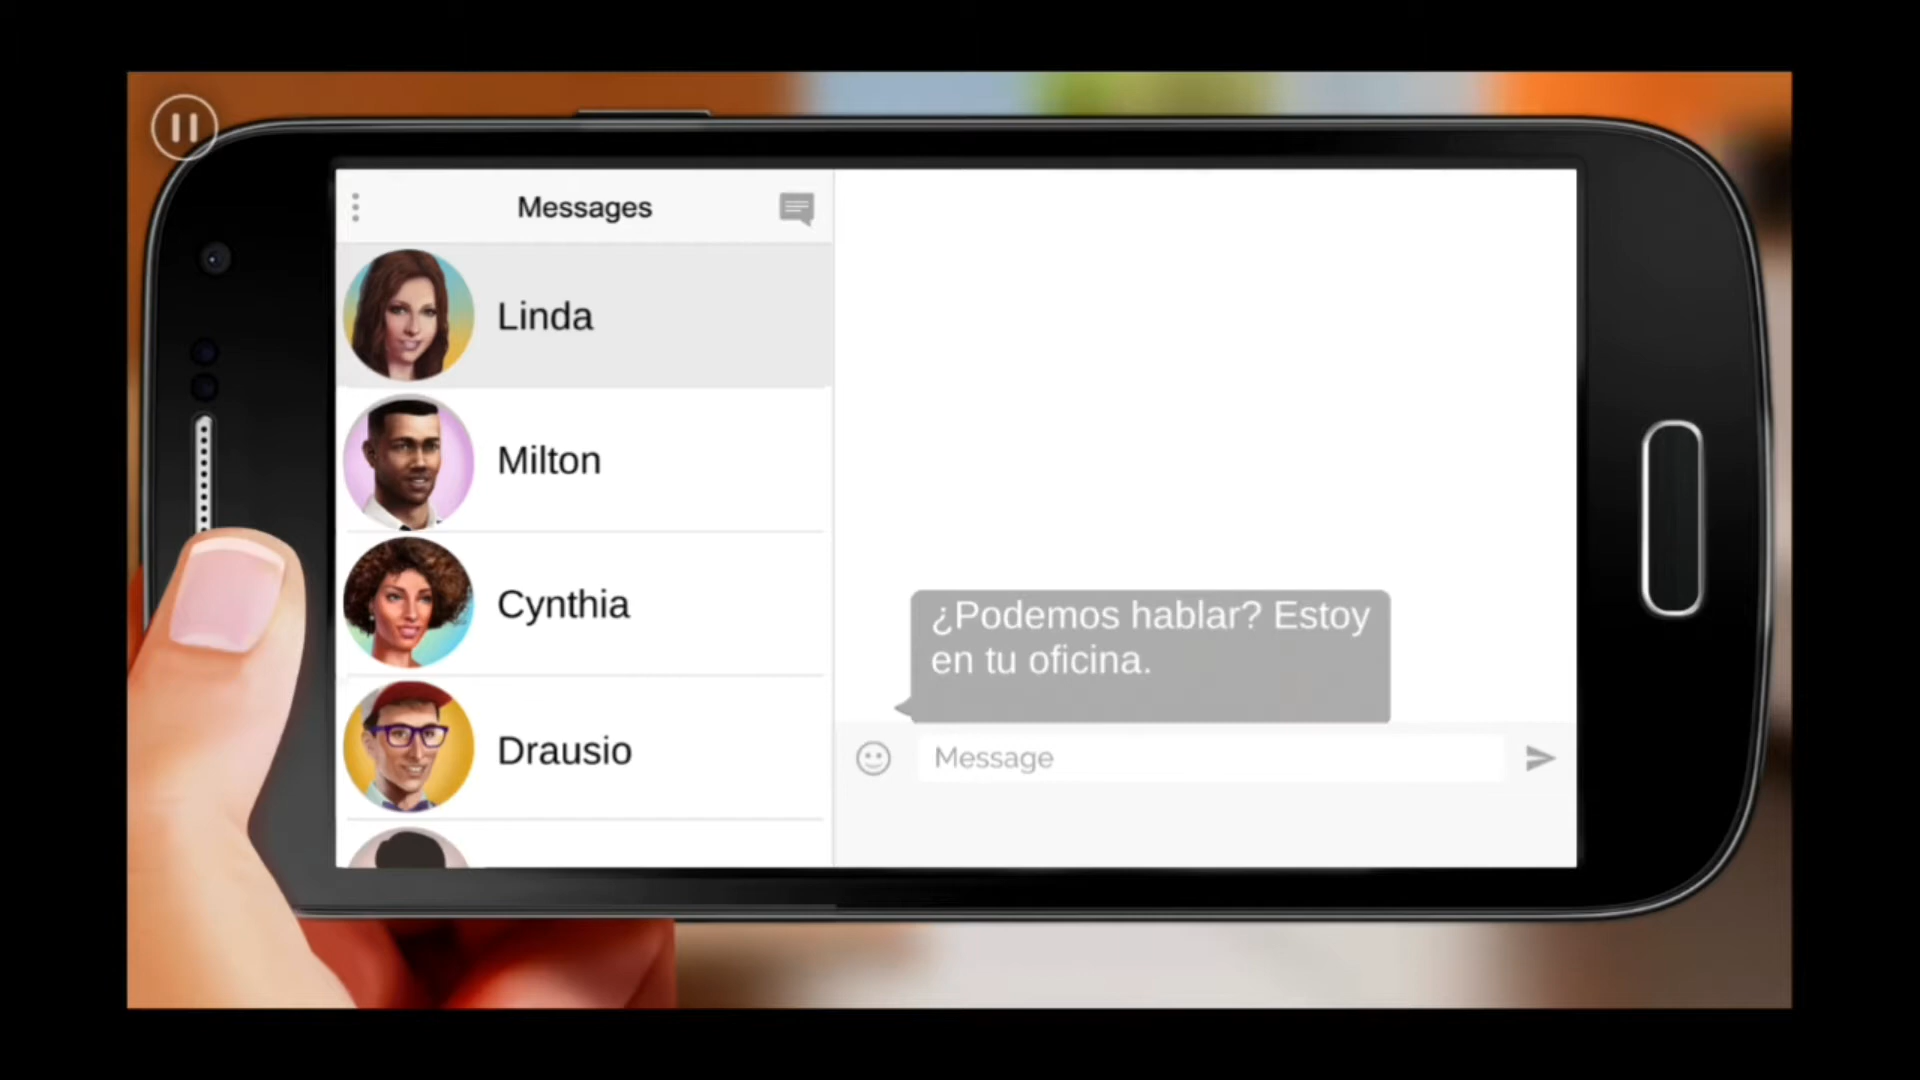 Messages
Linda
Milton
Cynthia
Drausio
¿Podemos hablar? Estoy
en tu oficina.
Message